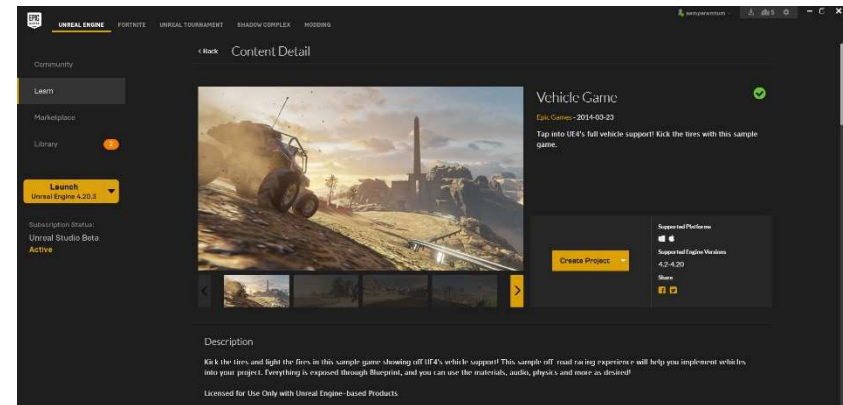 EPIC GAMES
UNREAL ENGINE FORTNITE UNREAL TOURNAMENT SHADOW COMPLEX MODDING
5
< Back Content Detail
Community
Learn
Marketplace
Library 2
Launch
Unreal Engine 4.20.3
Subscription Status:
Unreal Studio Beta
Active
Vehicle Game
Epic Games - 2014-03-23
Tap into UE4's full vehicle support! Kick the tires with this sample
game.
Create Project
Supported Platforms
Supported Engine Versions
4.2-4.20
Share
Description
Kick the tires and light the fires in this sample game showing off UE4's vehicle support! This sample off-road racing experience will help you implement vehicles
into your project. Everything is exposed through Blueprint, and you can use the materials, audio, physics and more as desired!
Licensed for Use Only with Unreal Engine-based Products